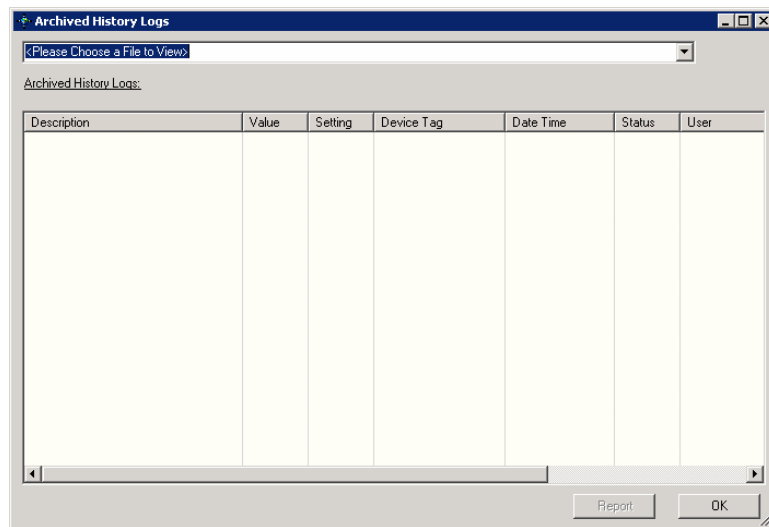 Archived History Logs
<Please Choose a File to View>
Archived History Logs:
Description Value Setting Device Tag Date Time Status User
Report OK